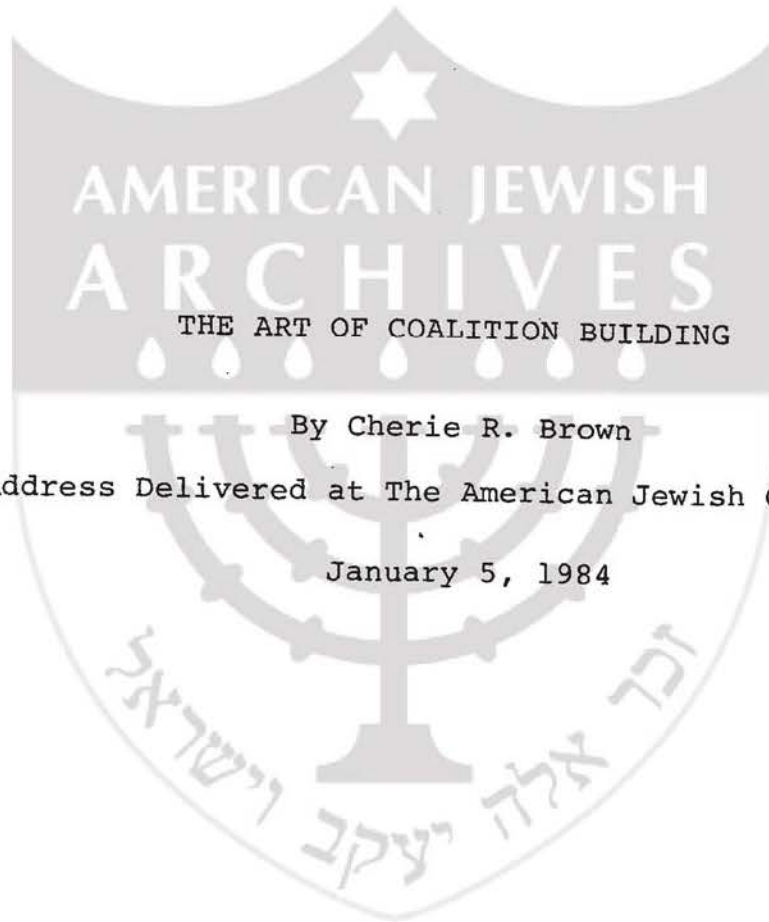 AMERICAN JEWISH
ARCHIVES
THE ART OF COALITION BUILDING
By Cherie R. Brown
Address Delivered at The American Jewish
January 5, 1984
זכר אלה יעקב וישראל